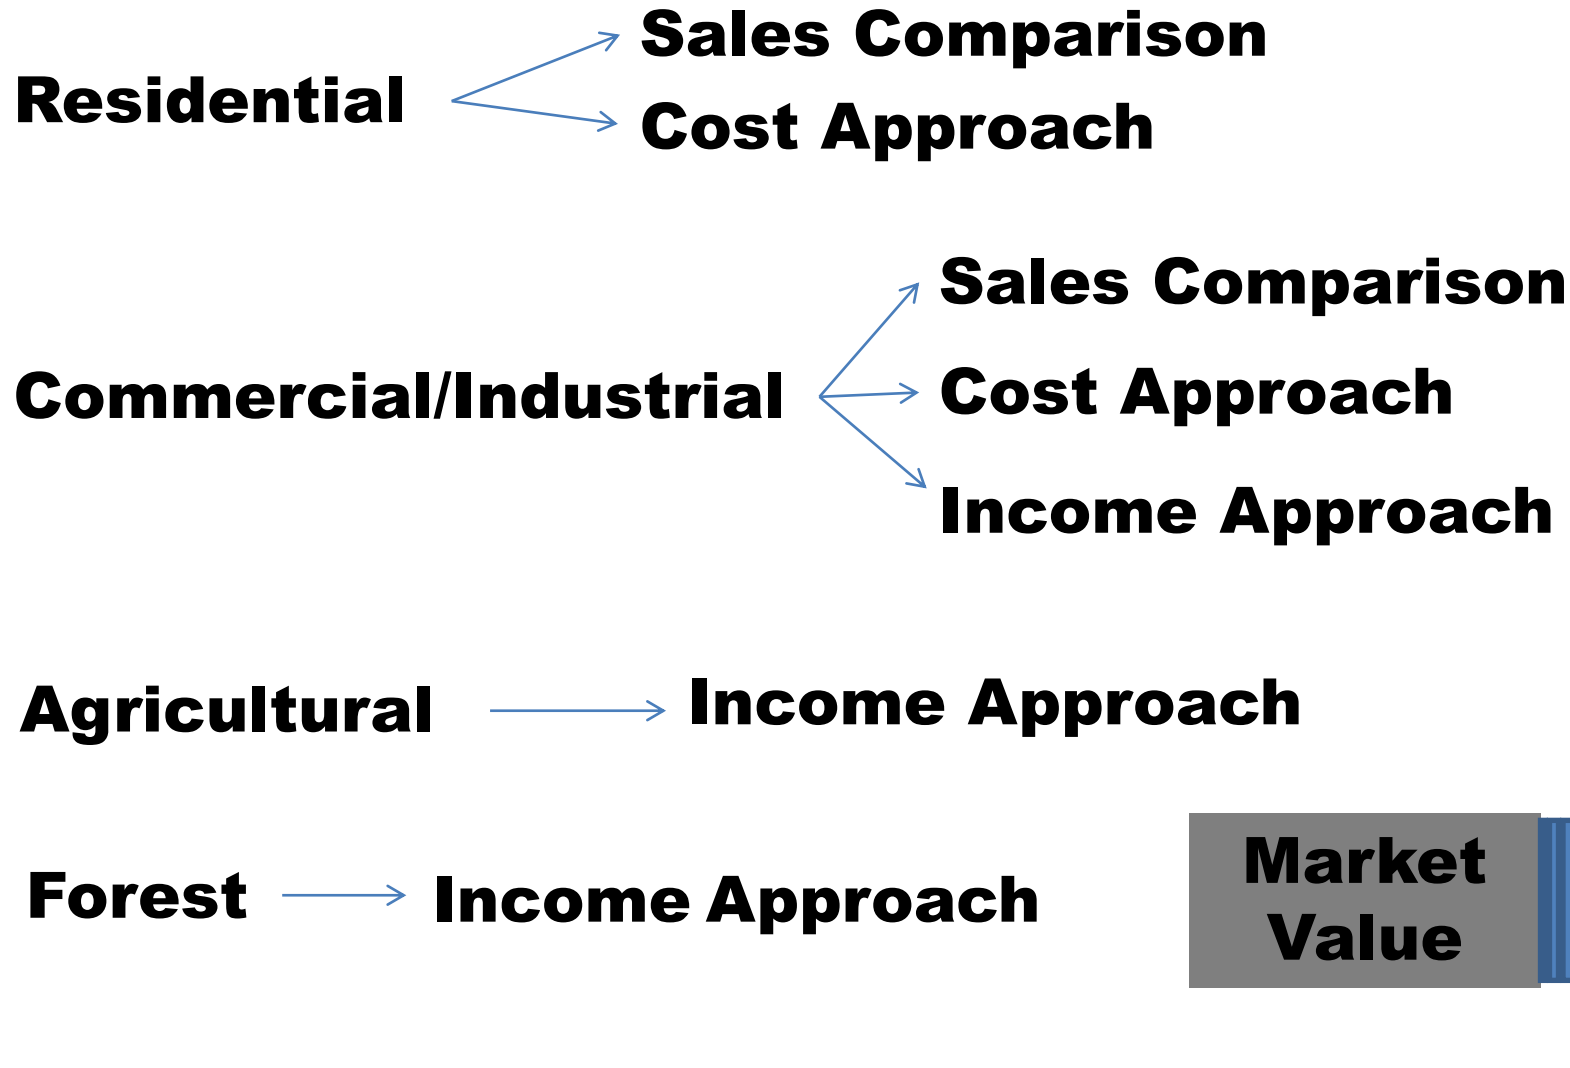 Residential
Sales Comparison
Cost Approach
Commercial/Industrial
Sales Comparison
Cost Approach
Income Approach
Agricultural
Income Approach
Forest
Income Approach
Market
Value